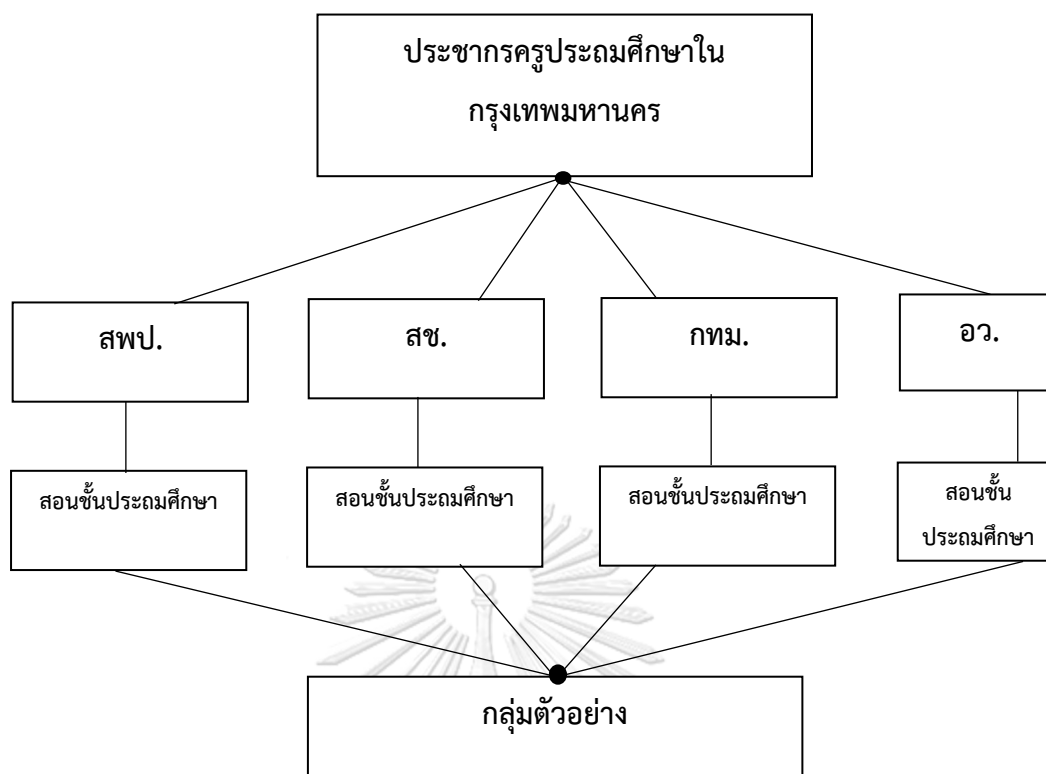 ประชากรครูประถมศึกษาใน
กรุงเทพมหานคร
สพป.
สช.
กทม.
อว.
สอนชั้นประถมศึกษา
สอนชั้นประถมศึกษา
สอนชั้นประถมศึกษา
สอนชั้น
ประถมศึกษา
กลุ่มตัวอย่าง